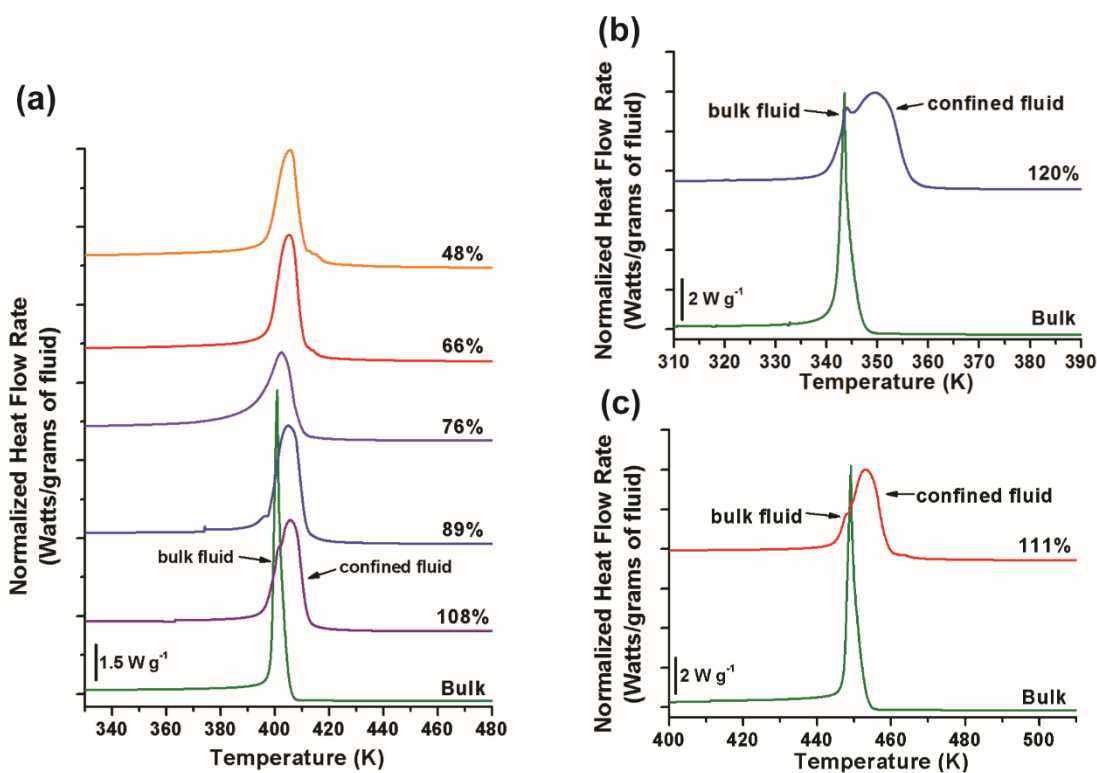 (a)
Normalized Heat Flow Rate
(Watts/grams of fluid)
48%
66%
76%
89%
bulk fluid
confined fluid
108%
1.5 W g⁻¹
Bulk
340 360 380 400 420 440 460 480
Temperature (K)
(b)
Normalized Heat Flow Rate
(Watts/grams of fluid)
bulk fluid
confined fluid
120%
2 W g⁻¹
Bulk
310 320 330 340 350 360 370 380 390
Temperature (K)
(c)
Normalized Heat Flow Rate
(Watts/grams of fluid)
confined fluid
bulk fluid
111%
2 W g⁻¹
Bulk
400 420 440 460 480 500
Temperature (K)